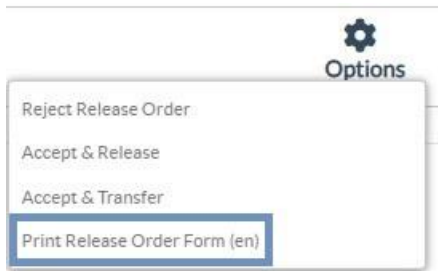 Options
Reject Release Order
Accept & Release
Accept & Transfer
Print Release Order Form (en)